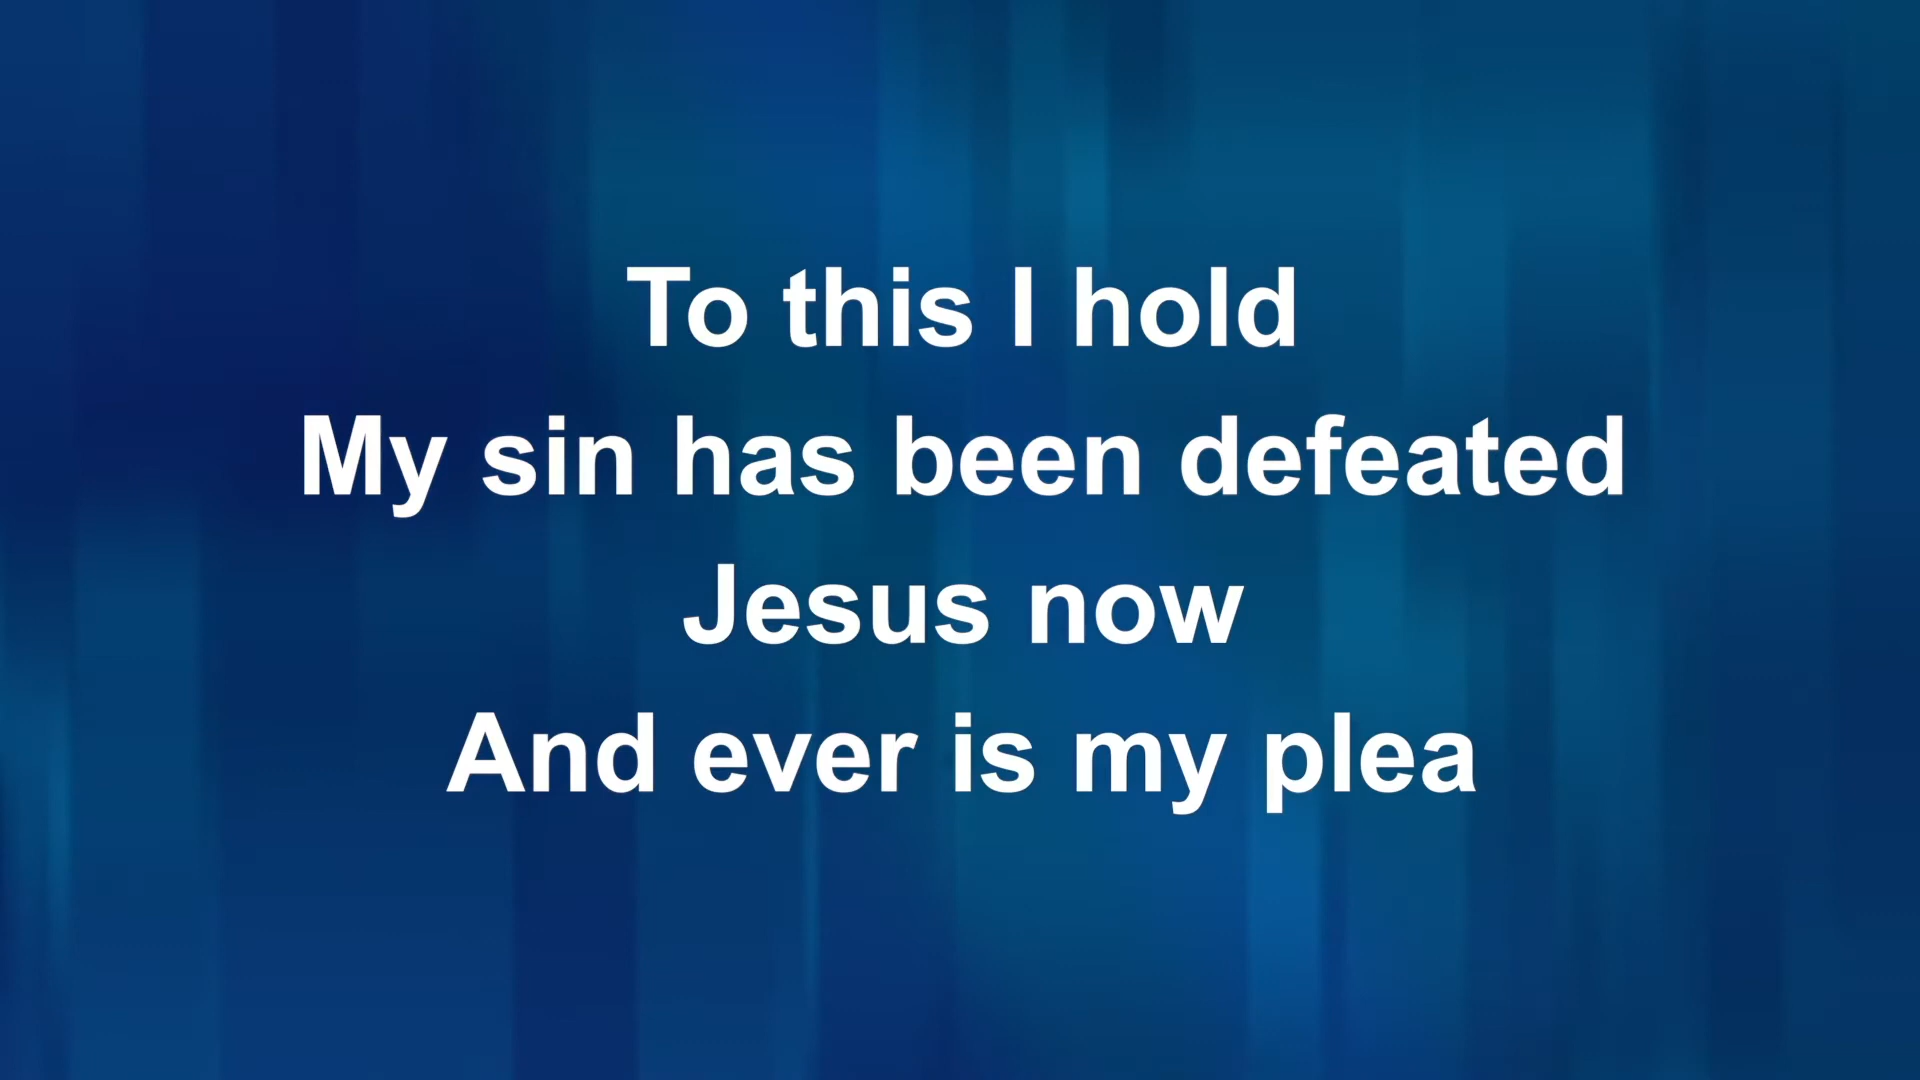 To this I hold
My sin has been defeated
Jesus now
And ever is my plea